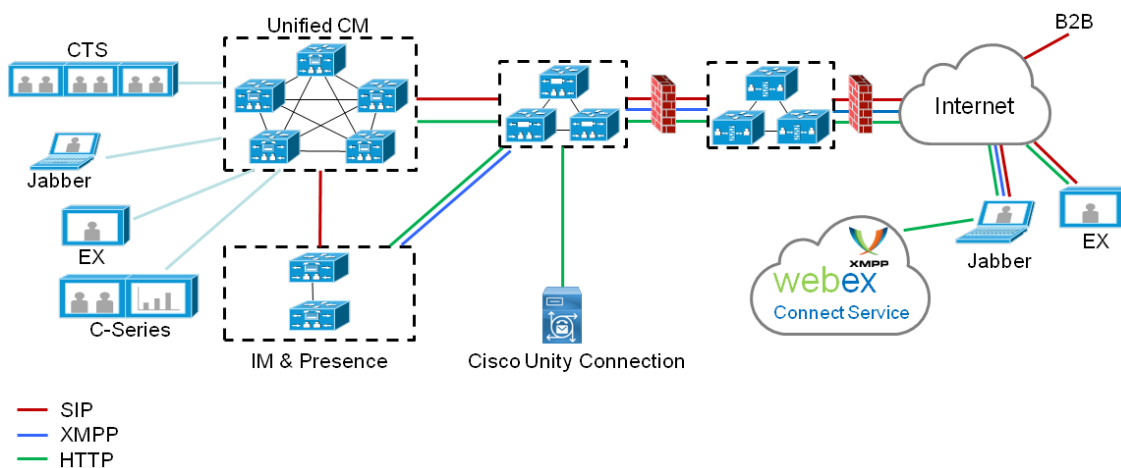 Unified CM
B2B
CTS
Internet
Jabber
EX
C-Series
IM & Presence
Cisco Unity Connection
XMPP
webex
Connect Service
Jabber
EX
SIP
XMPP
HTTP